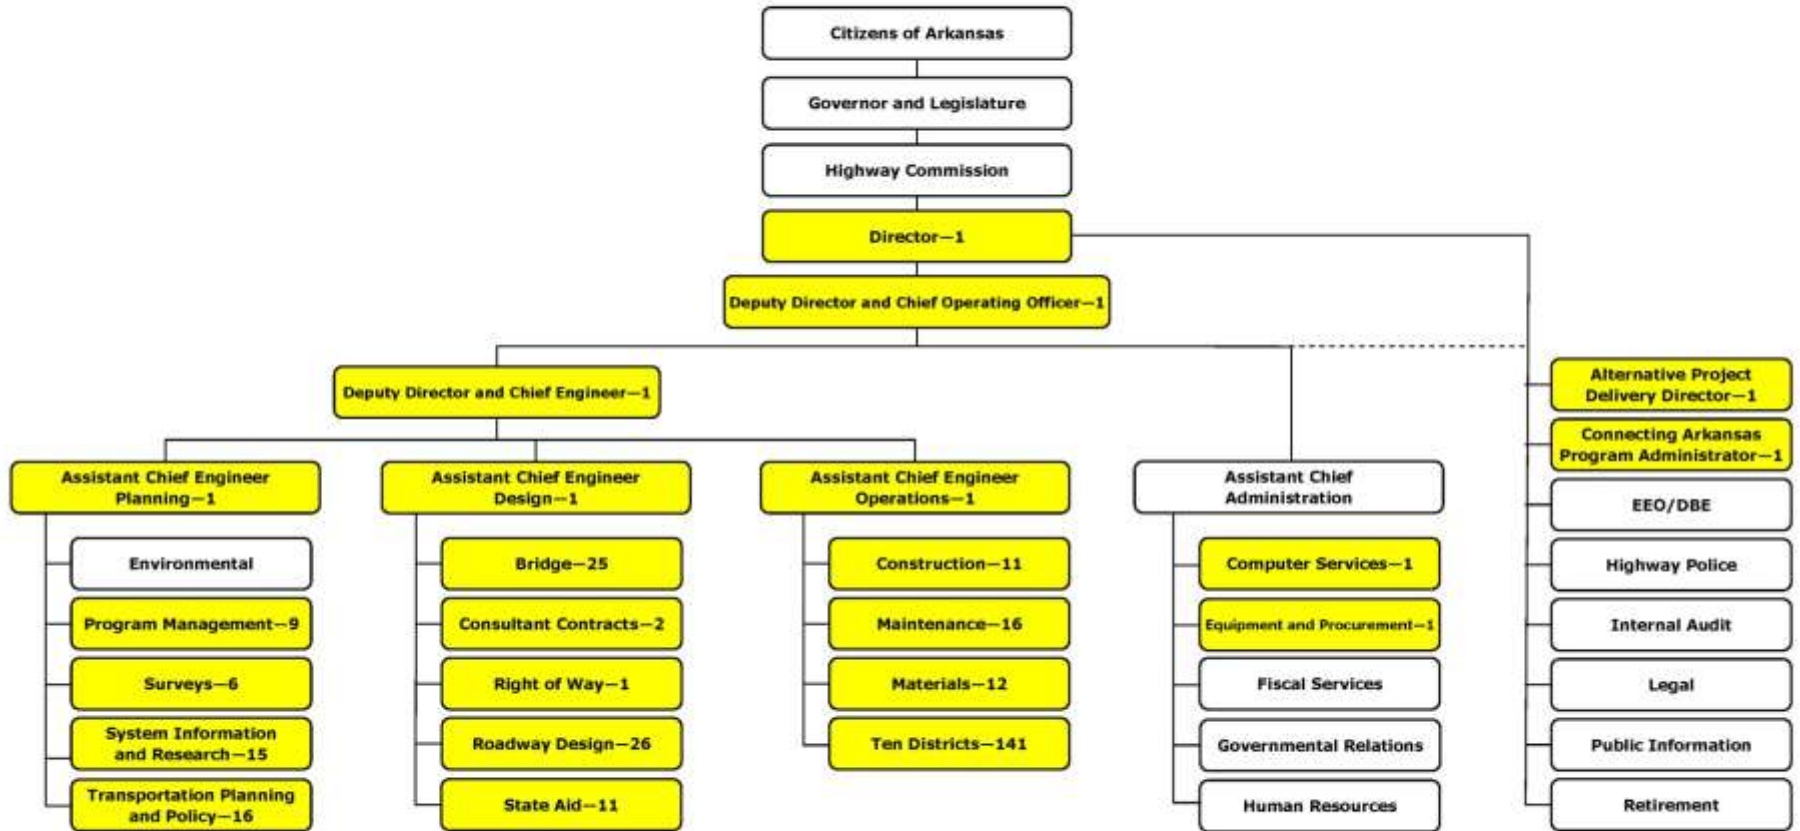 Citizens of Arkansas
Governor and Legislature
Highway Commission
Director—1
Deputy Director and Chief Operating Officer—1
Deputy Director and Chief Engineer—1
Assistant Chief Engineer
Planning—1
Environmental
Program Management—9
Surveys—6
System Information
and Research—15
Transportation Planning
and Policy—16
Assistant Chief Engineer
Design—1
Bridge—25
Consultant Contracts—2
Right of Way—1
Roadway Design—26
State Aid—11
Assistant Chief Engineer
Operations—1
Construction—11
Maintenance—16
Materials—12
Ten Districts—141
Assistant Chief
Administration
Computer Services—1
Equipment and Procurement—1
Fiscal Services
Governmental Relations
Human Resources
Alternative Project
Delivery Director—1
Connecting Arkansas
Program Administrator—1
EEO/DBE
Highway Police
Internal Audit
Legal
Public Information
Retirement